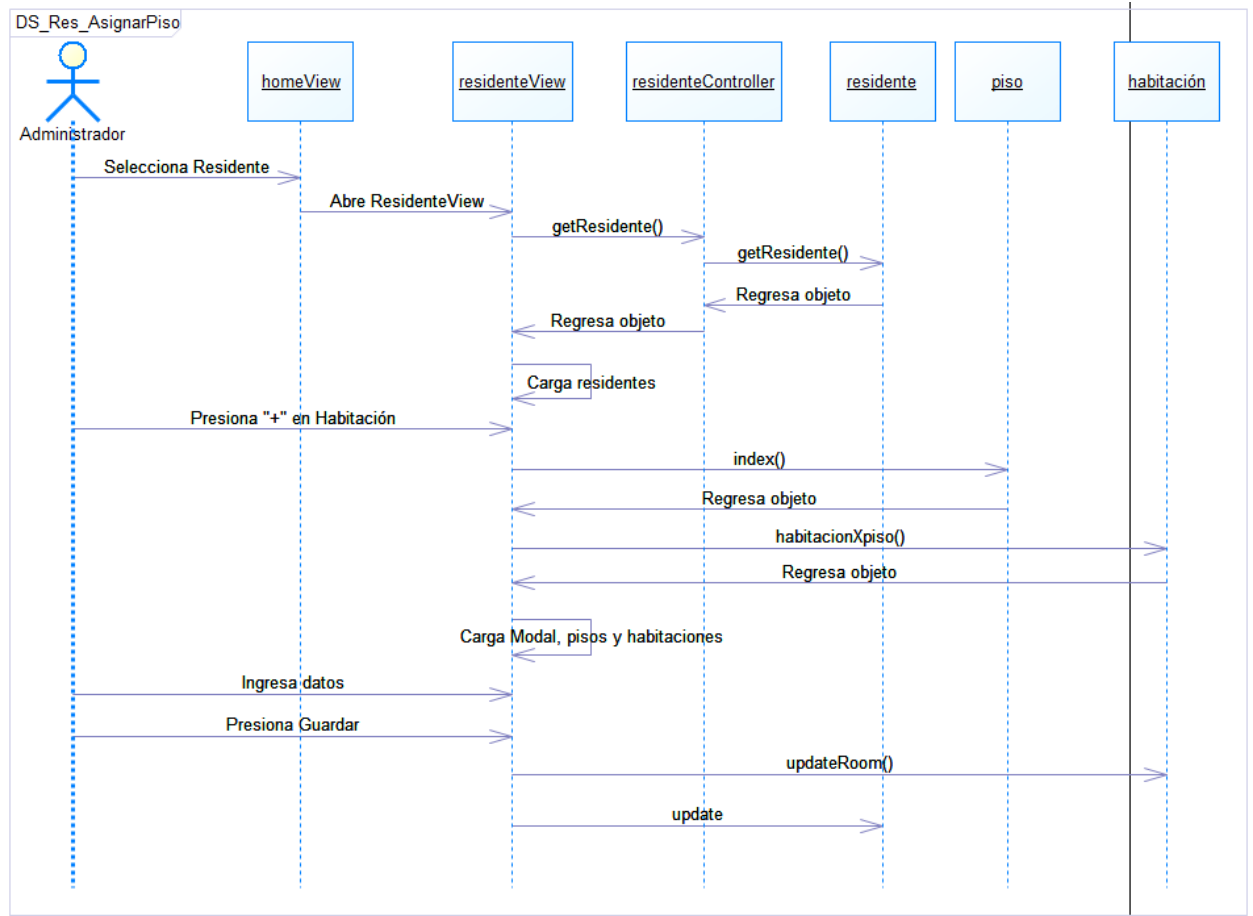 DS_Res_AsignarPiso
Administrador
homeView
residenteView
residenteController
residente
piso
habitación
Selecciona Residente
Abre ResidenteView
getResidente()
getResidente()
Regresa objeto
Regresa objeto
Carga residentes
Presiona "+" en Habitación
index()
Regresa objeto
habitacionXpiso()
Regresa objeto
Carga Modal, pisos y habitaciones
Ingresa datos
Presiona Guardar
updateRoom()
update